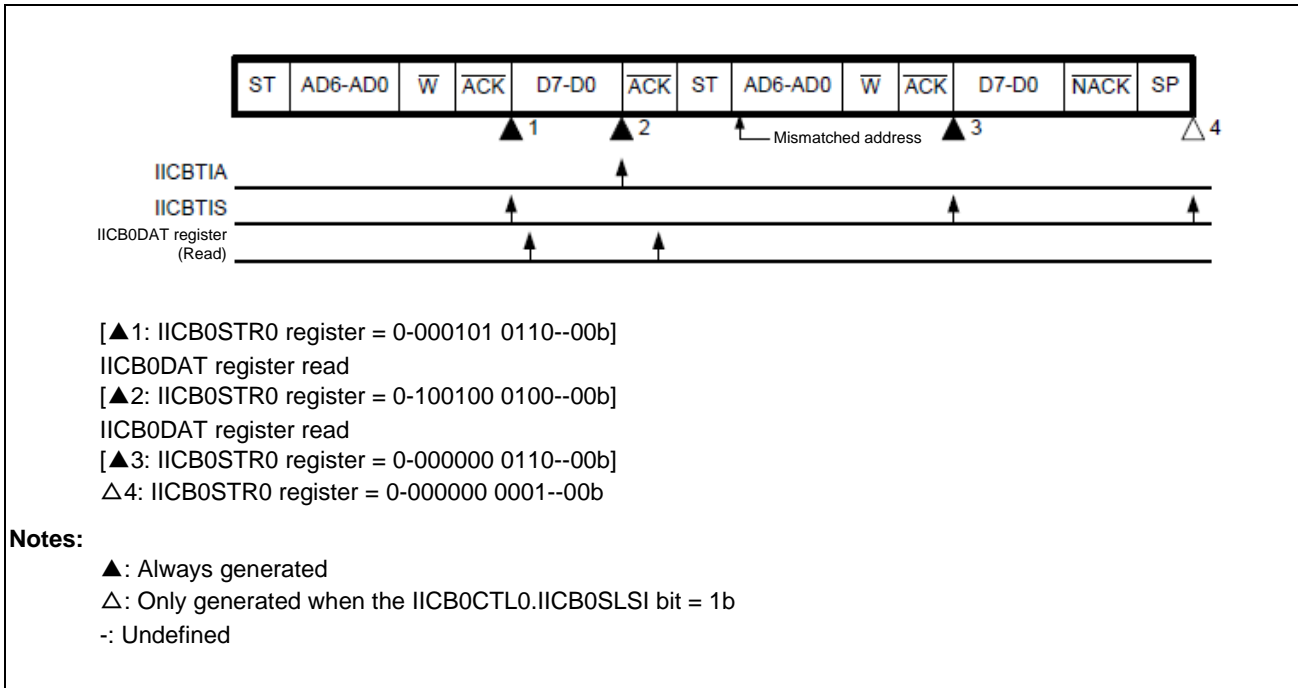 ST AD6-AD0 W ACK D7-D0 ACK ST AD6-AD0 W ACK D7-D0 NACK SP
▲1 ▲2 Mismatched address ▲3 △4
IICBTIA
IICBTIS
IICB0DAT register
(Read)
[▲1: IICB0STR0 register = 0-000101 0110--00b]
IICB0DAT register read
[▲2: IICB0STR0 register = 0-100100 0100--00b]
IICB0DAT register read
[▲3: IICB0STR0 register = 0-000000 0110--00b]
△4: IICB0STR0 register = 0-000000 0001--00b
Notes:
▲: Always generated
△: Only generated when the IICB0CTL0.IICB0SLSI bit = 1b
-: Undefined